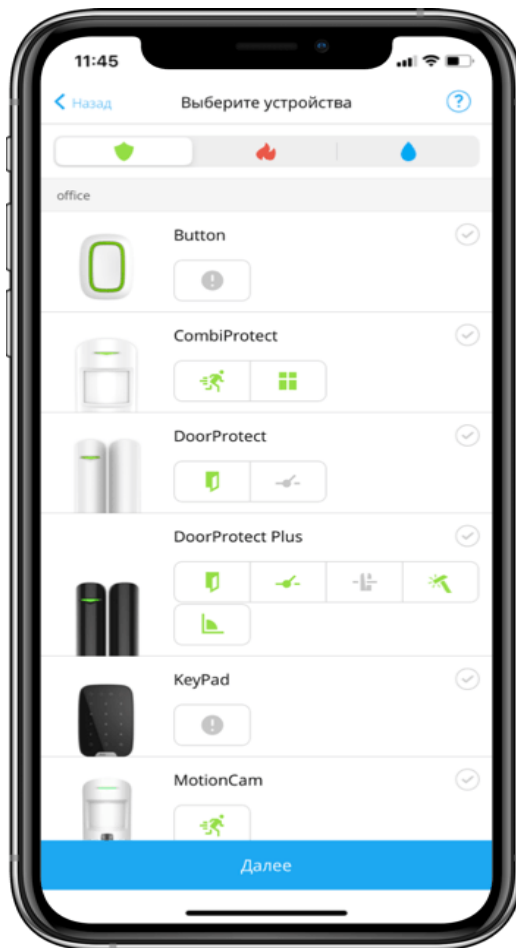 11:45
Назад
Выберите устройства
?
office
Button
CombiProtect
DoorProtect
DoorProtect Plus
KeyPad
MotionCam
Далее